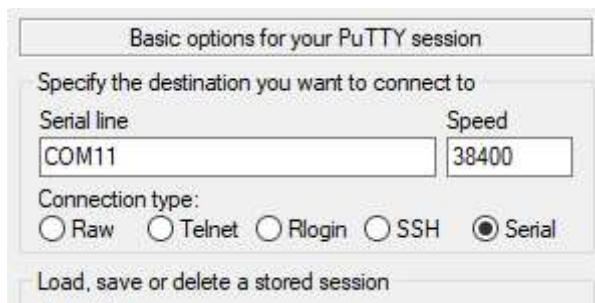 Basic options for your PuTTY session
Specify the destination you want to connect to
Serial line Speed
COM11 38400
Connection type:
Raw Telnet Rlogin SSH Serial
Load, save or delete a stored session